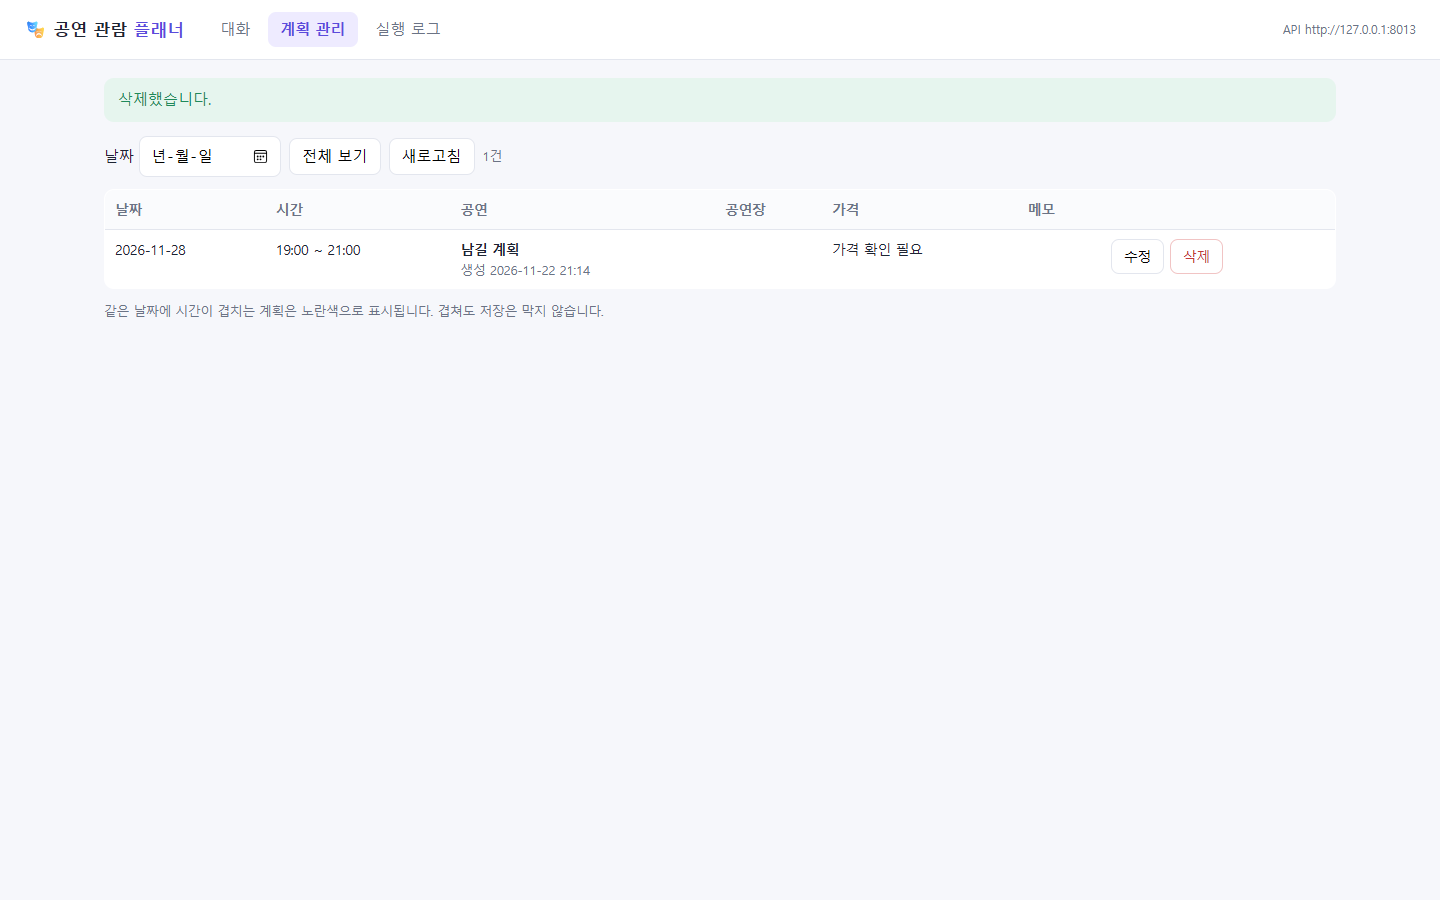 공연 관람 플래너 대화 계획 관리 실행 로그 API http://127.0.0.1:8013
삭제했습니다.
날짜 년-월-일 전체 보기 새로고침 1건
날짜 시간 공연 공연장 가격 메모
2026-11-28 19:00 ~ 21:00 남길 계획 가격 확인 필요 수정 삭제
생성 2026-11-22 21:14
같은 날짜에 시간이 겹치는 계획은 노란색으로 표시됩니다. 겹쳐도 저장은 막지 않습니다.